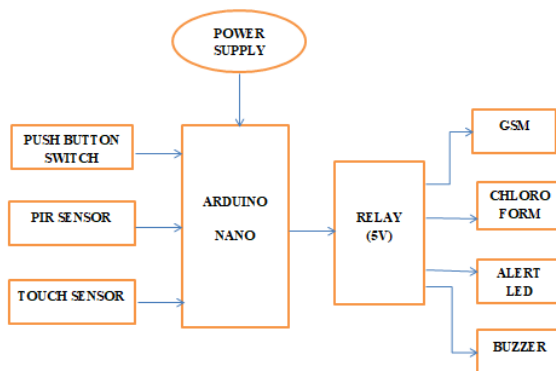 POWER
SUPPLY
PUSH BUTTON
SWITCH
PIR SENSOR
TOUCH SENSOR
ARDUINO
NANO
RELAY
(5V)
GSM
CHLORO
FORM
ALERT
LED
BUZZER